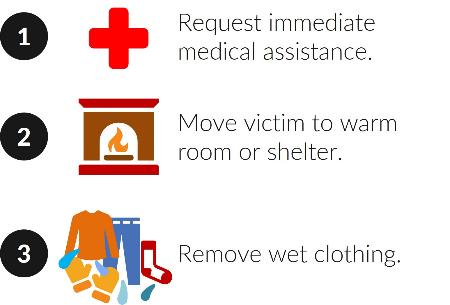 1
Request immediate
medical assistance.
2
Move victim to warm
room or shelter.
3
Remove wet clothing.